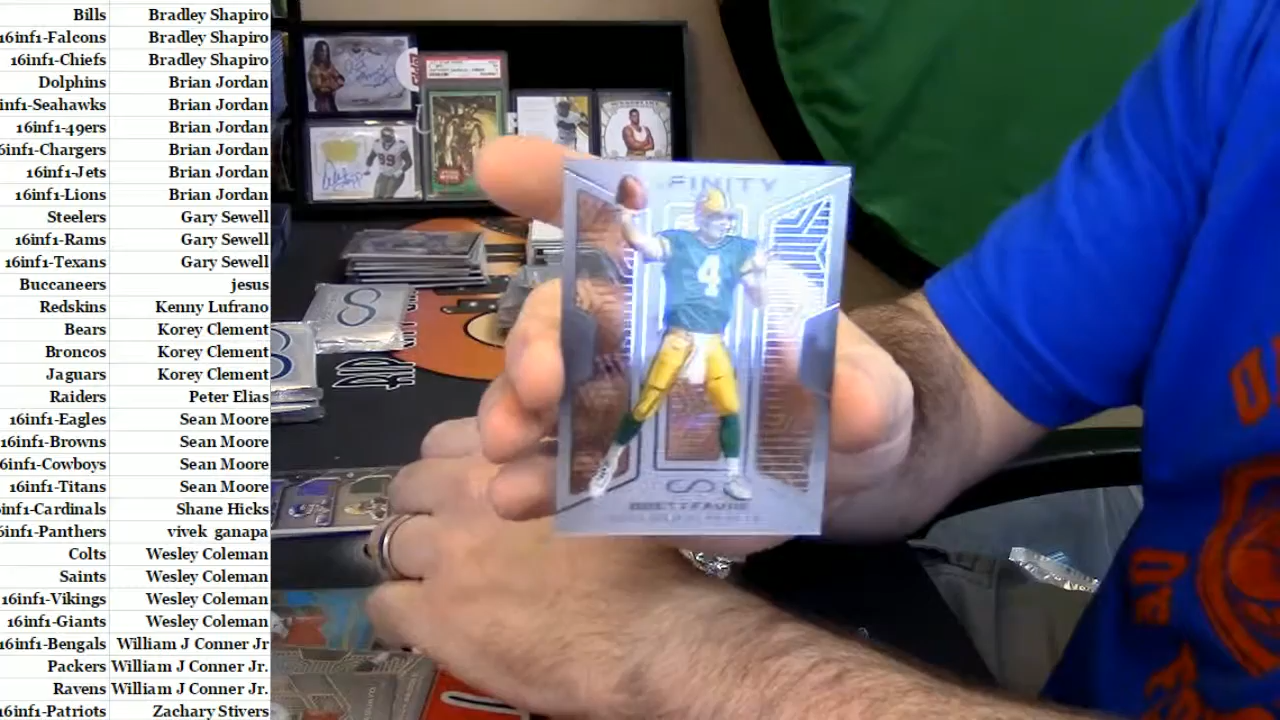 Bills Bradley Shapiro
16inf1-Falcons Bradley Shapiro
16inf1-Chiefs Bradley Shapiro
Dolphins Brian Jordan
inf1-Seahawks Brian Jordan
16inf1-49ers Brian Jordan
inf1-Chargers Brian Jordan
16inf1-Jets Brian Jordan
16inf1-Lions Brian Jordan
Steelers Gary Sewell
16inf1-Rams Gary Sewell
16inf1-Texans Gary Sewell
Buccaneers jesus
Redskins Kenny Lufrano
Bears Korey Clement
Broncos Korey Clement
Jaguars Korey Clement
Raiders Peter Elias
16inf1-Eagles Sean Moore
16inf1-Browns Sean Moore
6inf1-Cowboys Sean Moore
16inf1-Titans Sean Moore
inf1-Cardinals Shane Hicks
inf1-Panthers vivek ganapa
Colts Wesley Coleman
Saints Wesley Coleman
16inf1-Vikings Wesley Coleman
16inf1-Giants Wesley Coleman
6inf1-Bengals William J Conner Jr
Packers William J Conner Jr.
Ravens William J Conner Jr.
16inf1-Patriots Zachary Stivers
FINITY
4
BRETT FAVRE
99
RIP